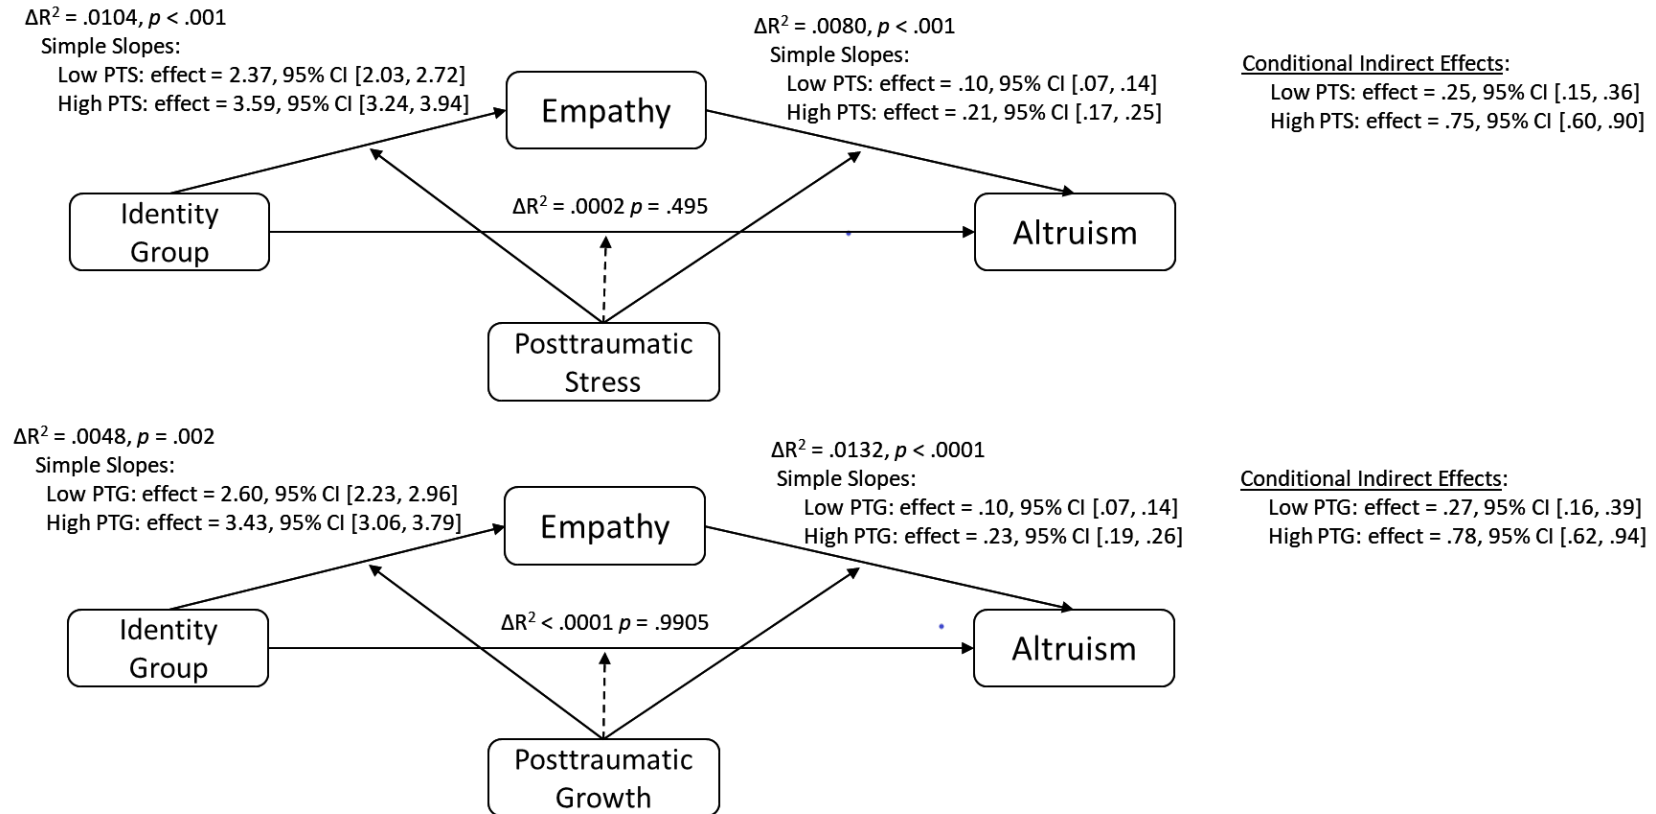 ΔR² = .0104, p < .001
Simple Slopes:
Low PTS: effect = 2.37, 95% CI [2.03, 2.72]
High PTS: effect = 3.59, 95% CI [3.24, 3.94]
ΔR² = .0080, p < .001
Simple Slopes:
Low PTS: effect = .10, 95% CI [.07, .14]
High PTS: effect = .21, 95% CI [.17, .25]
Conditional Indirect Effects:
Low PTS: effect = .25, 95% CI [.15, .36]
High PTS: effect = .75, 95% CI [.60, .90]
Empathy
Identity
Group
ΔR² = .0002 p = .495
Altruism
Posttraumatic
Stress
ΔR² = .0048, p = .002
Simple Slopes:
Low PTG: effect = 2.60, 95% CI [2.23, 2.96]
High PTG: effect = 3.43, 95% CI [3.06, 3.79]
ΔR² = .0132, p < .0001
Simple Slopes:
Low PTG: effect = .10, 95% CI [.07, .14]
High PTG: effect = .23, 95% CI [.19, .26]
Conditional Indirect Effects:
Low PTG: effect = .27, 95% CI [.16, .39]
High PTG: effect = .78, 95% CI [.62, .94]
Empathy
Identity
Group
ΔR² < .0001 p = .9905
Altruism
Posttraumatic
Growth